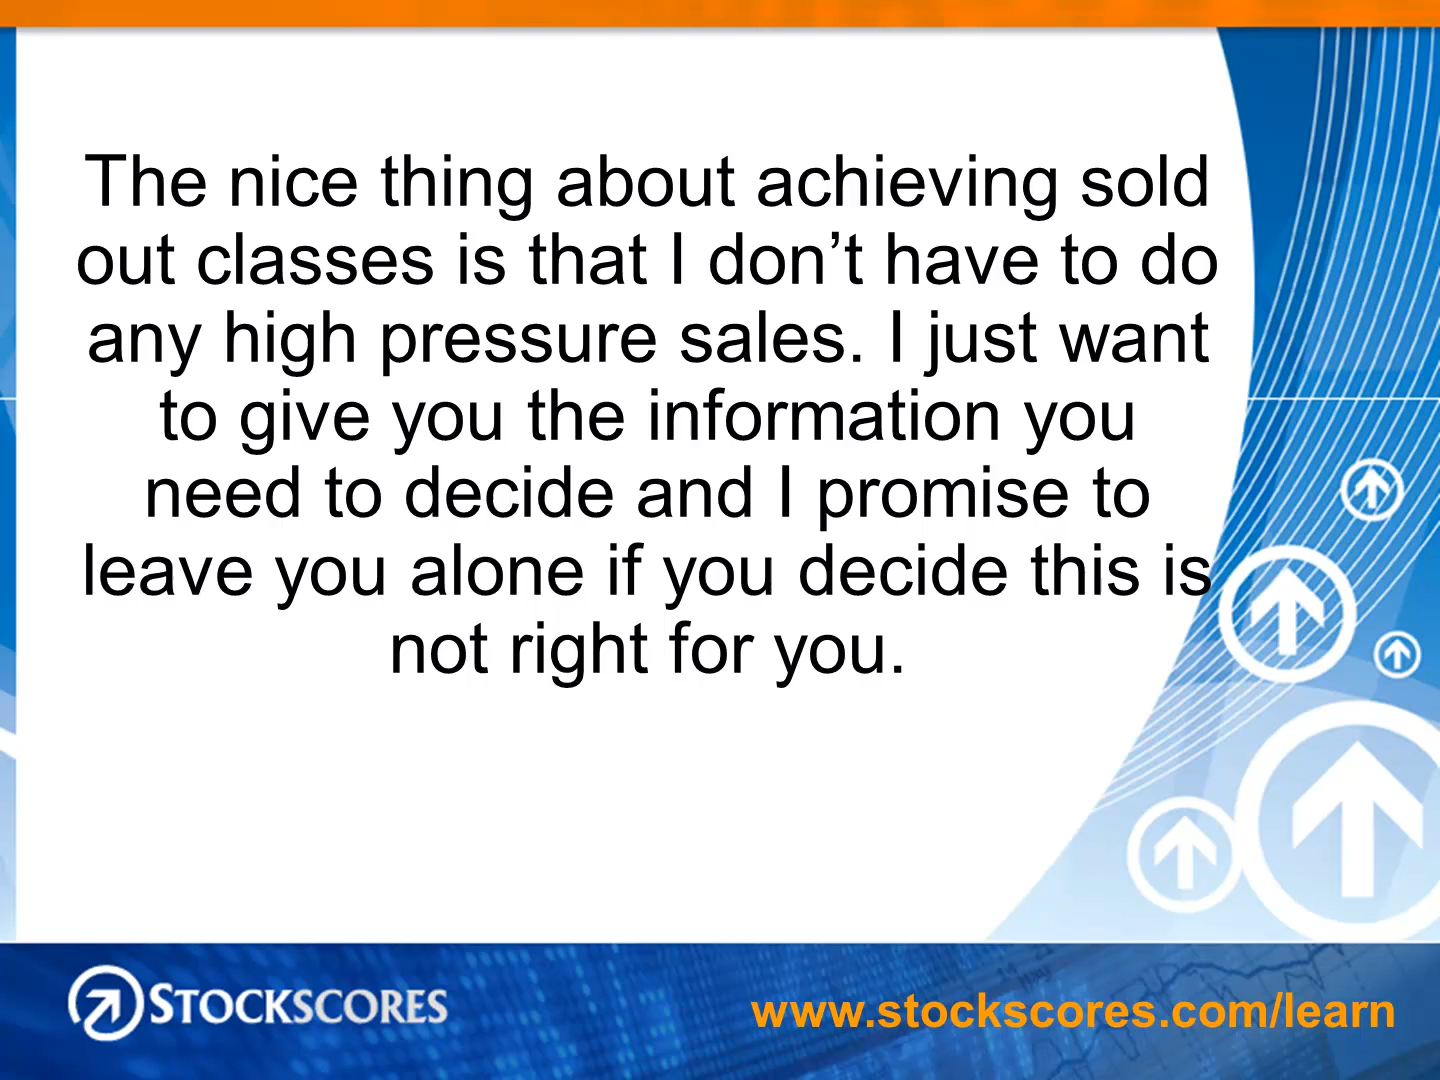 The nice thing about achieving sold
out classes is that I don’t have to do
any high pressure sales. I just want
to give you the information you
need to decide and I promise to
leave you alone if you decide this is
not right for you.
STOCKSCORES
www.stockscores.com/learn